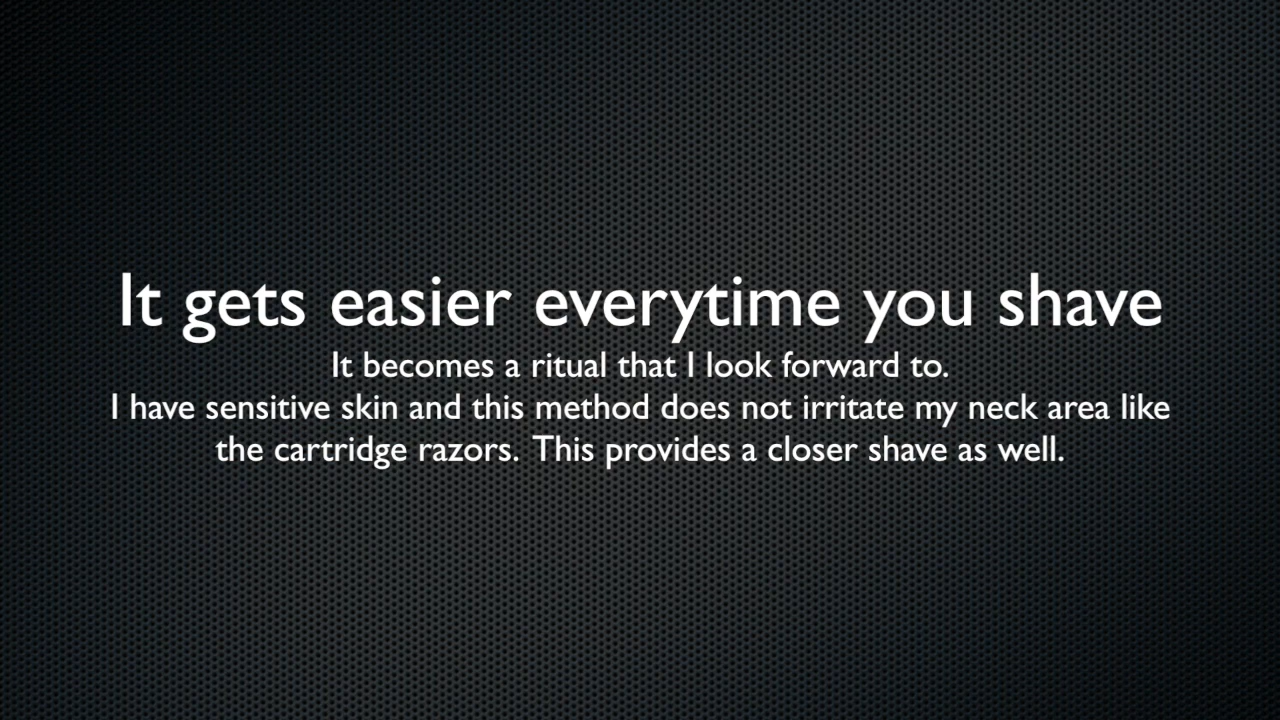 It gets easier everytime you shave
It becomes a ritual that I look forward to.
I have sensitive skin and this method does not irritate my neck area like
the cartridge razors. This provides a closer shave as well.